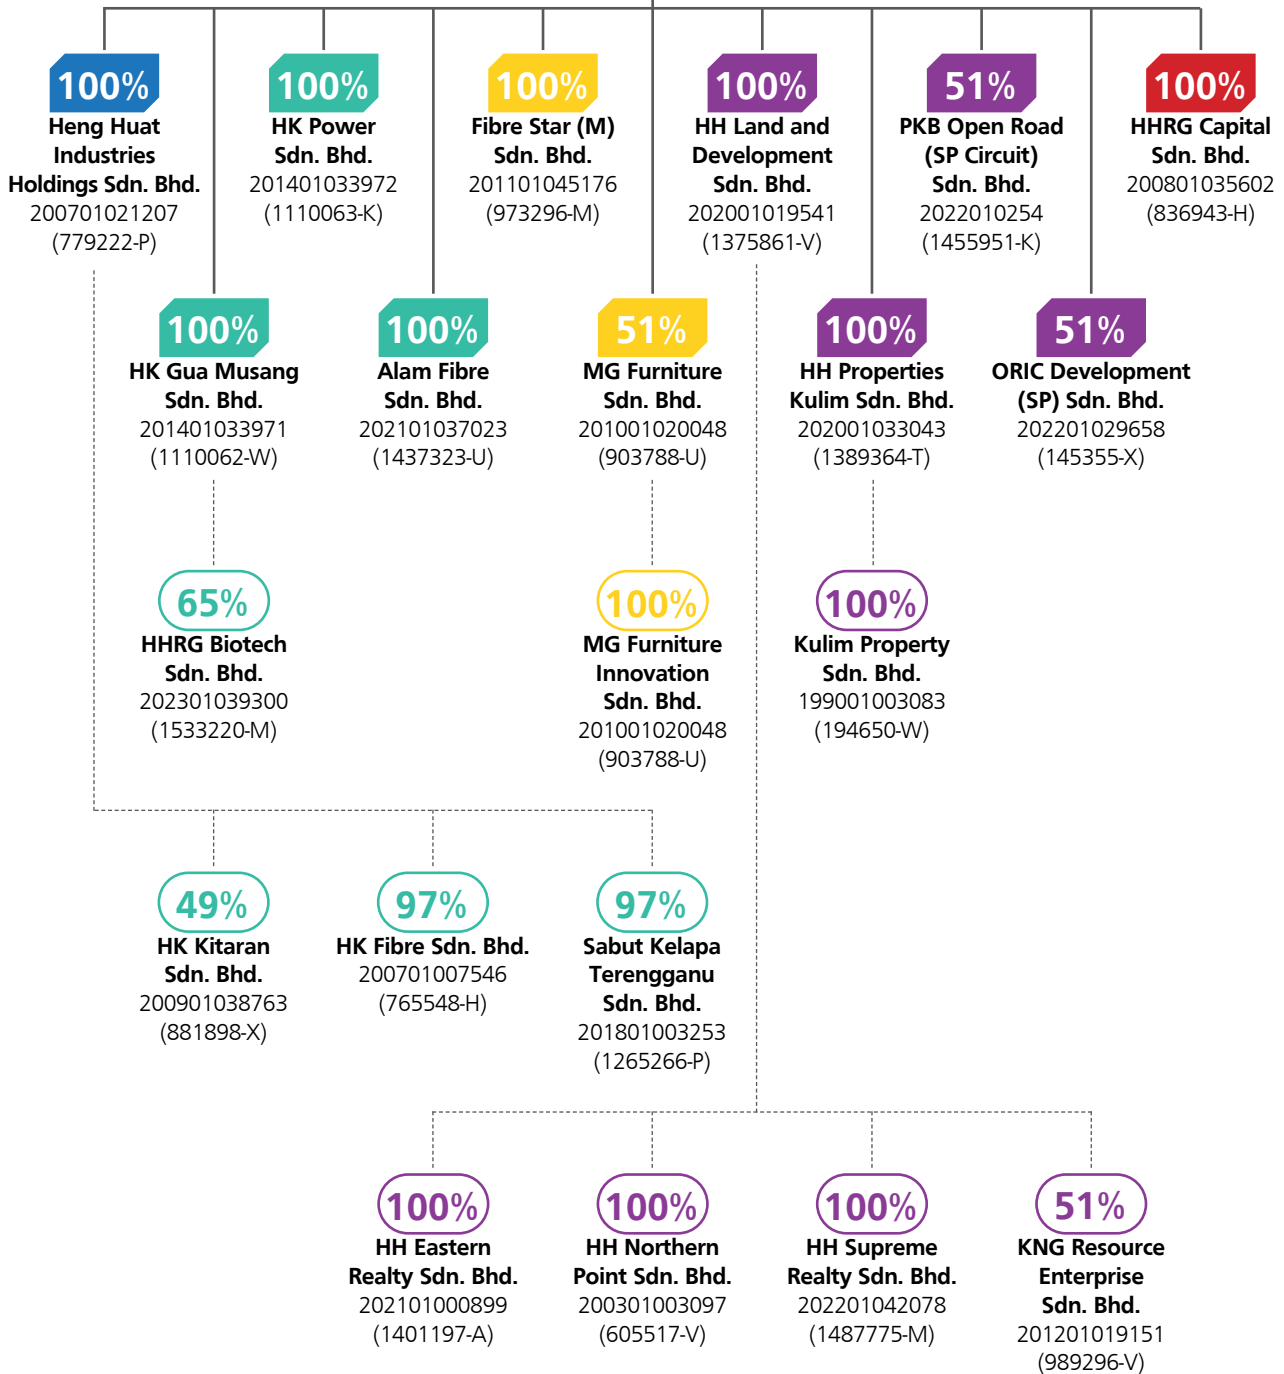 100%
Heng Huat
Industries
Holdings Sdn. Bhd.
200701021207
(779222-P)
100%
HK Power
Sdn. Bhd.
201401033972
(1110063-K)
100%
Fibre Star (M)
Sdn. Bhd.
201101045176
(973296-M)
100%
HH Land and
Development
Sdn. Bhd.
202001019541
(1375861-V)
51%
PKB Open Road
(SP Circuit)
Sdn. Bhd.
2022010254
(1455951-K)
100%
HHRG Capital
Sdn. Bhd.
200801035602
(836943-H)
100%
HK Gua Musang
Sdn. Bhd.
201401033971
(1110062-W)
100%
Alam Fibre
Sdn. Bhd.
202101037023
(1437323-U)
51%
MG Furniture
Sdn. Bhd.
201001020048
(903788-U)
100%
HH Properties
Kulim Sdn. Bhd.
202001033043
(1389364-T)
51%
ORIC Development
(SP) Sdn. Bhd.
202201029658
(145355-X)
65%
HHRG Biotech
Sdn. Bhd.
202301039300
(1533220-M)
100%
MG Furniture
Innovation
Sdn. Bhd.
201001020048
(903788-U)
100%
Kulim Property
Sdn. Bhd.
199001003083
(194650-W)
49%
HK Kitaran
Sdn. Bhd.
200901038763
(881898-X)
97%
HK Fibre Sdn. Bhd.
200701007546
(765548-H)
97%
Sabut Kelapa
Terengganu
Sdn. Bhd.
201801003253
(1265266-P)
100%
HH Eastern
Realty Sdn. Bhd.
202101000899
(1401197-A)
100%
HH Northern
Point Sdn. Bhd.
200301003097
(605517-V)
100%
HH Supreme
Realty Sdn. Bhd.
202201042078
(1487775-M)
51%
KNG Resource
Enterprise
Sdn. Bhd.
201201019151
(989296-V)